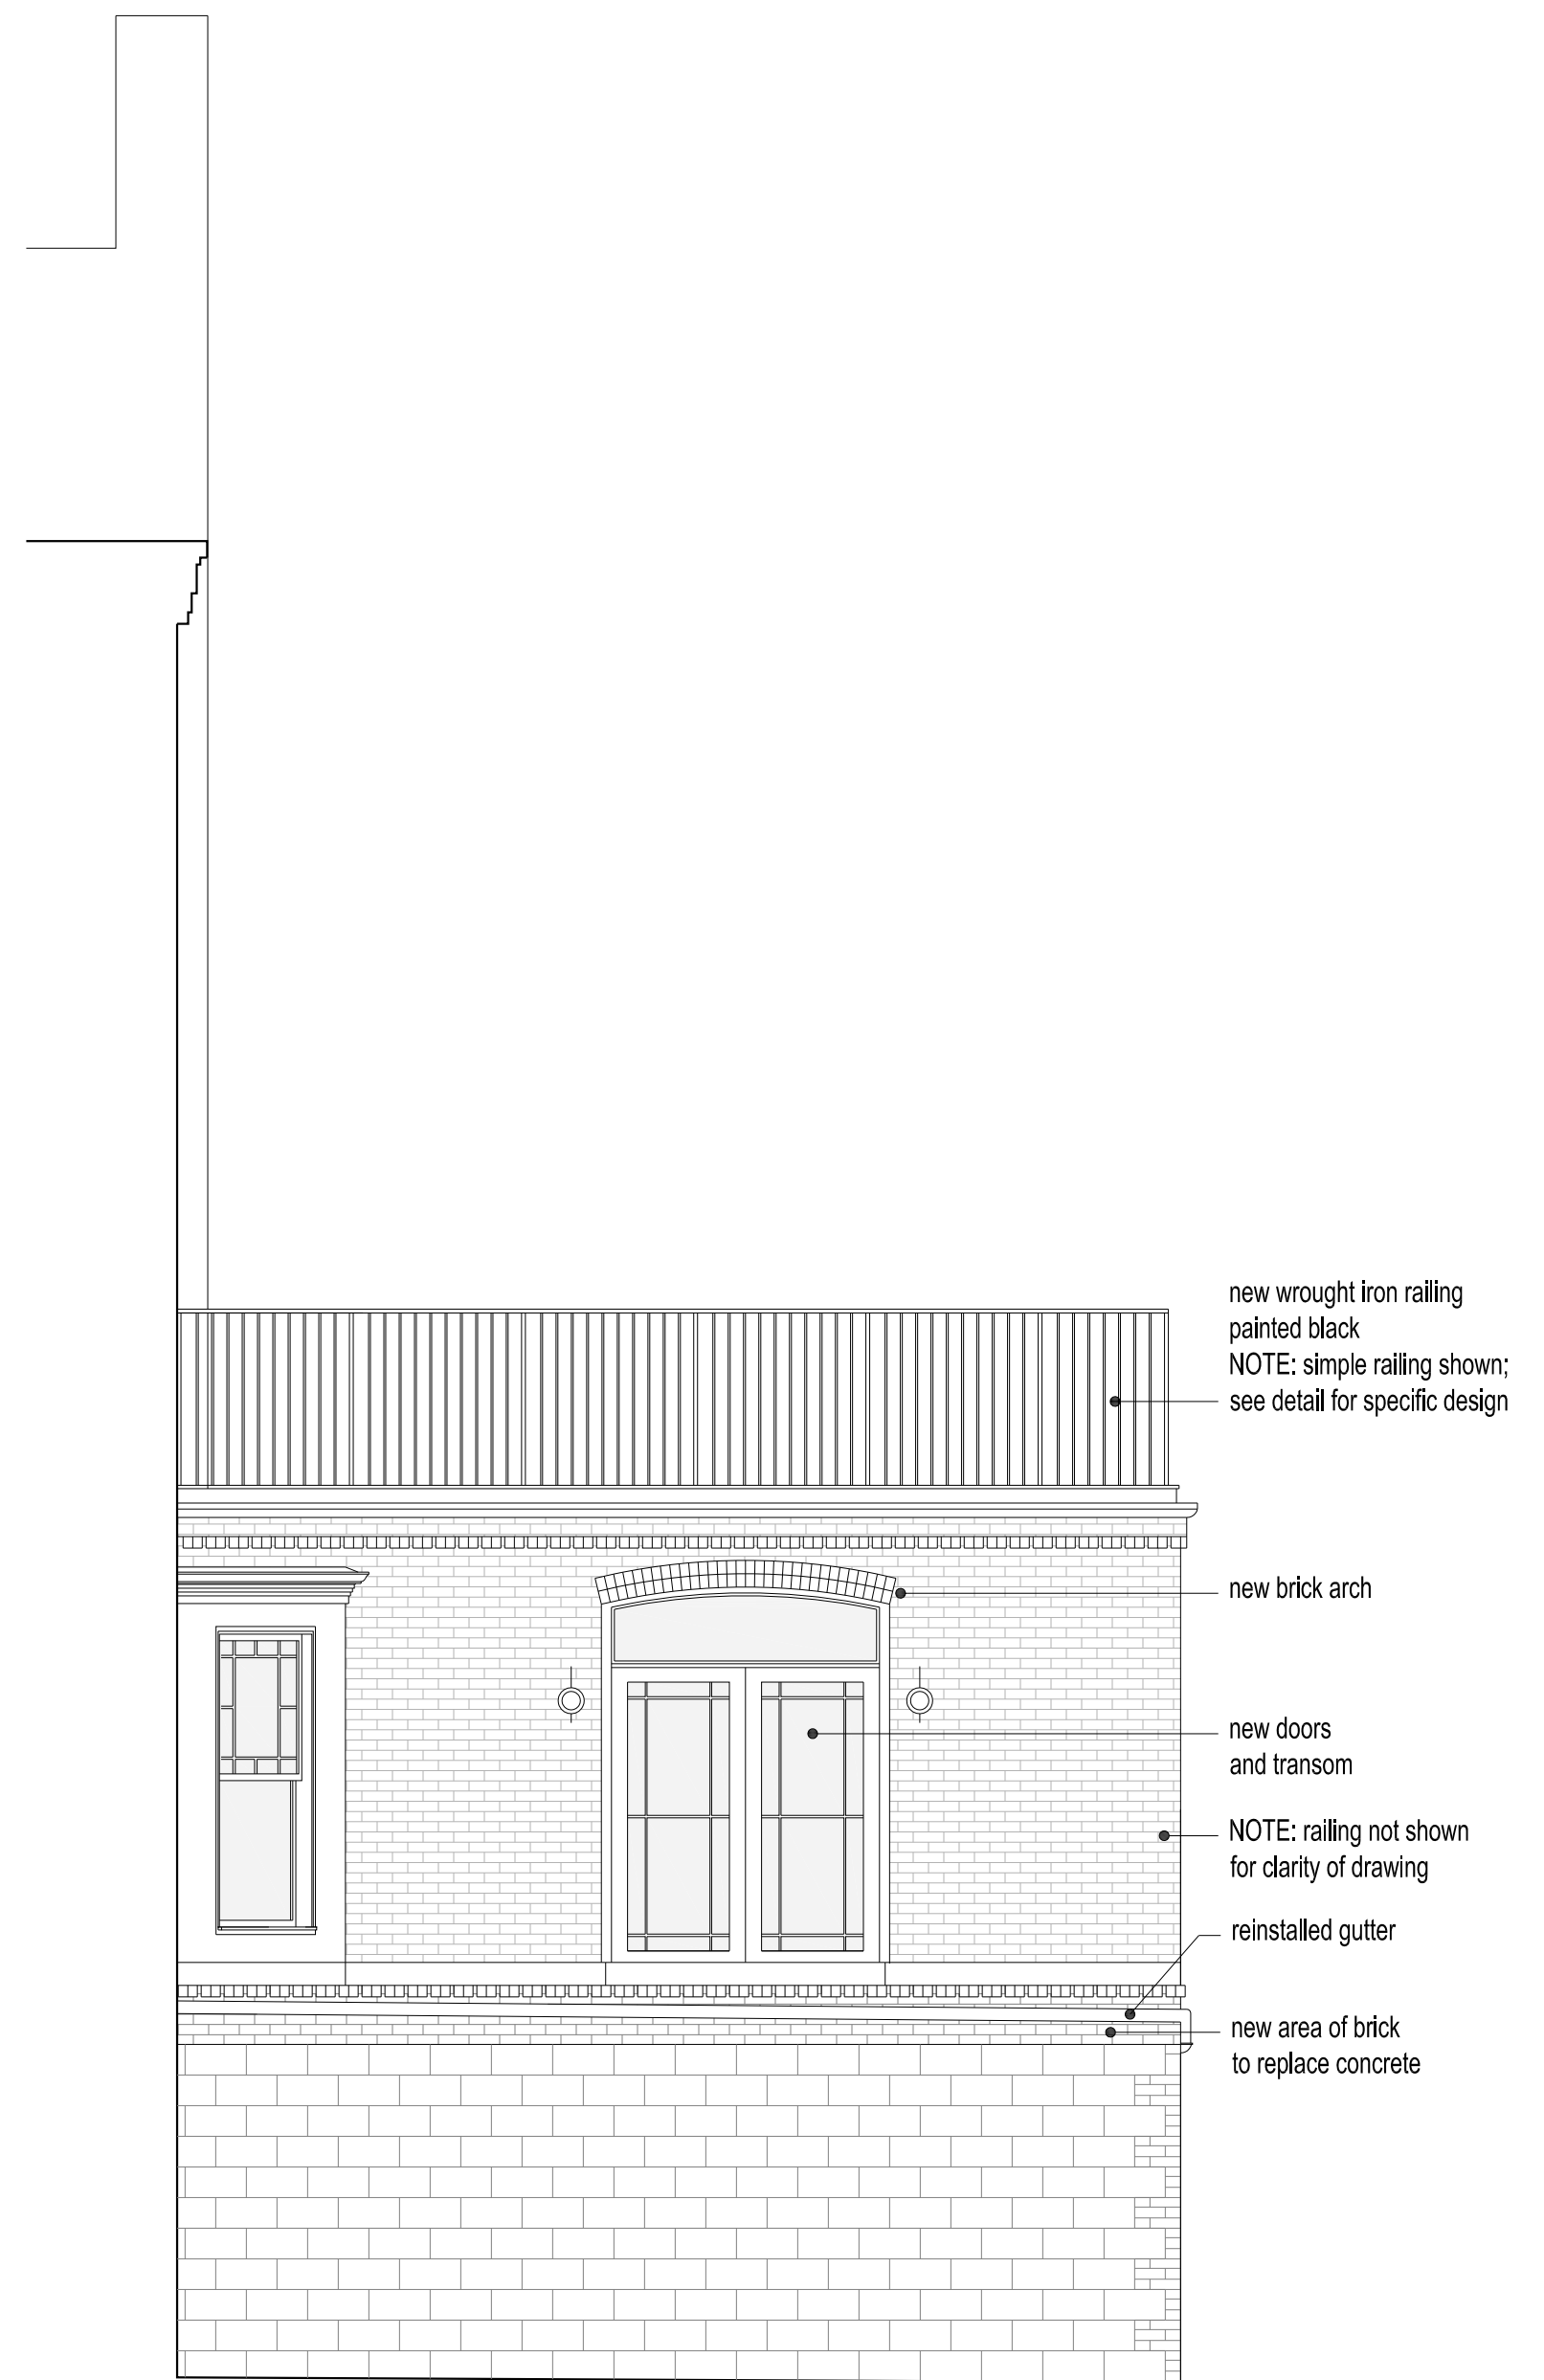 new wrought iron railing
painted black
NOTE: simple railing shown;
see detail for specific design
new brick arch
new doors
and transom
NOTE: railing not shown
for clarity of drawing
reinstalled gutter
new area of brick
to replace concrete